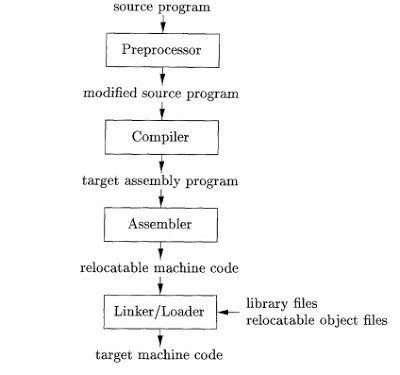 source program
Preprocessor
modified source program
Compiler
target assembly program
Assembler
relocatable machine code
Linker/Loader
library files
relocatable object files
target machine code